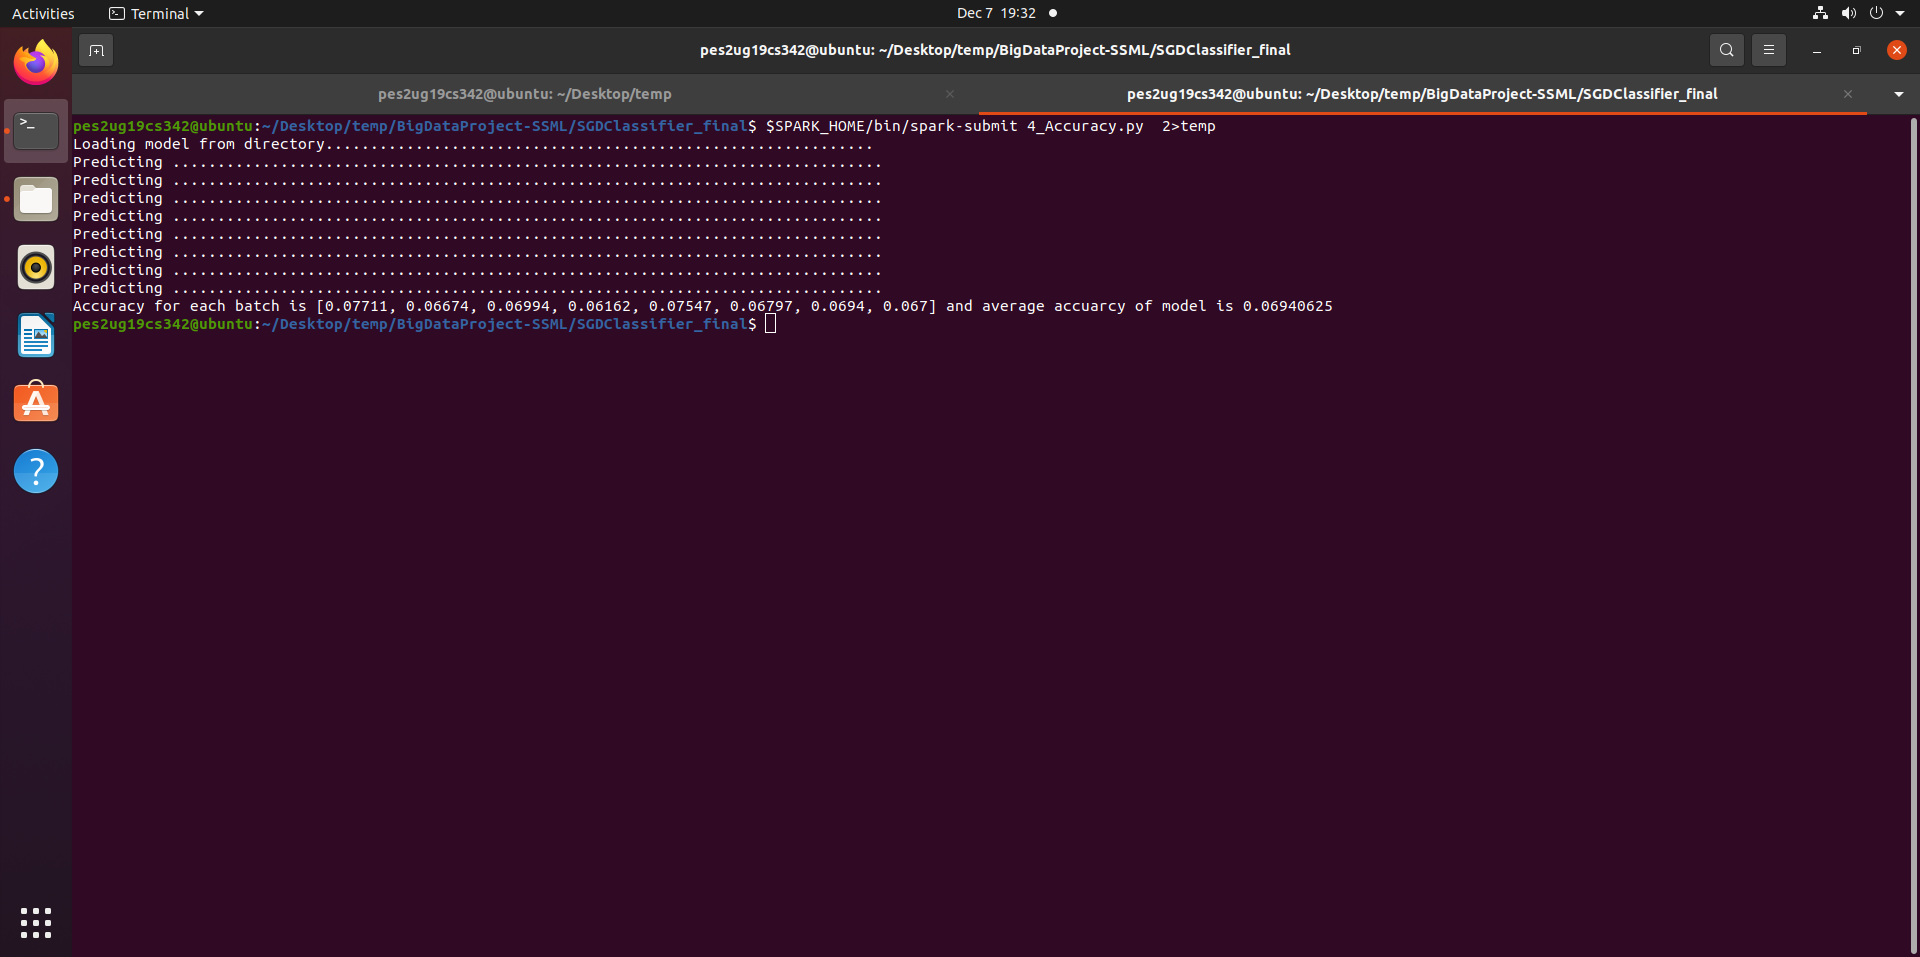 Activities Terminal Dec 7 19:32
pes2ug19cs342@ubuntu: ~/Desktop/temp/BigDataProject-SSML/SGDClassifier_final
pes2ug19cs342@ubuntu: ~/Desktop/temp pes2ug19cs342@ubuntu: ~/Desktop/temp/BigDataProject-SSML/SGDClassifier_final
pes2ug19cs342@ubuntu:~/Desktop/temp/BigDataProject-SSML/SGDClassifier_final$ $SPARK_HOME/bin/spark-submit 4_Accuracy.py  2>temp
Loading model from directory.............................................................
Predicting ...............................................................................
Predicting ...............................................................................
Predicting ...............................................................................
Predicting ...............................................................................
Predicting ...............................................................................
Predicting ...............................................................................
Predicting ...............................................................................
Predicting ...............................................................................
Accuracy for each batch is [0.07711, 0.06674, 0.06994, 0.06162, 0.07547, 0.06797, 0.0694, 0.067] and average accuarcy of model is 0.06940625
pes2ug19cs342@ubuntu:~/Desktop/temp/BigDataProject-SSML/SGDClassifier_final$